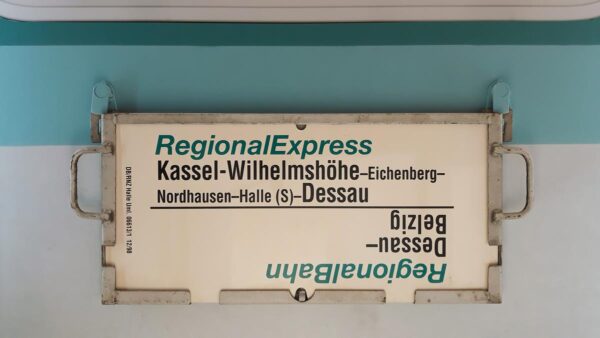 RegionalExpress
Kassel-Wilhelmshöhe–Eichenberg–
Nordhausen–Halle (S)–Dessau
RegionalBahn
Dessau–
Belzig